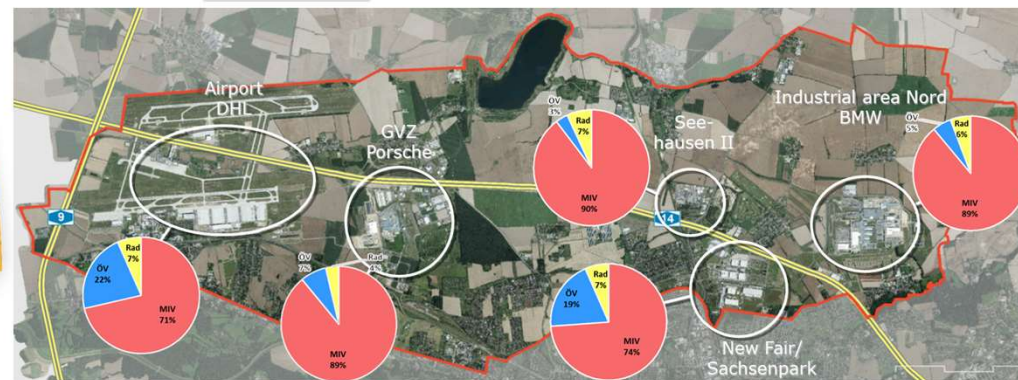 Airport
DHL
GVZ
Porsche
See-
hausen II
Industrial area Nord
BMW
New Fair/
Sachsenpark
9
14
Rad
7%
ÖV
22%
MIV
71%
ÖV
7%
Rad
4%
MIV
89%
ÖV
3%
Rad
7%
MIV
90%
ÖV
19%
Rad
7%
MIV
74%
ÖV
5%
Rad
6%
MIV
89%